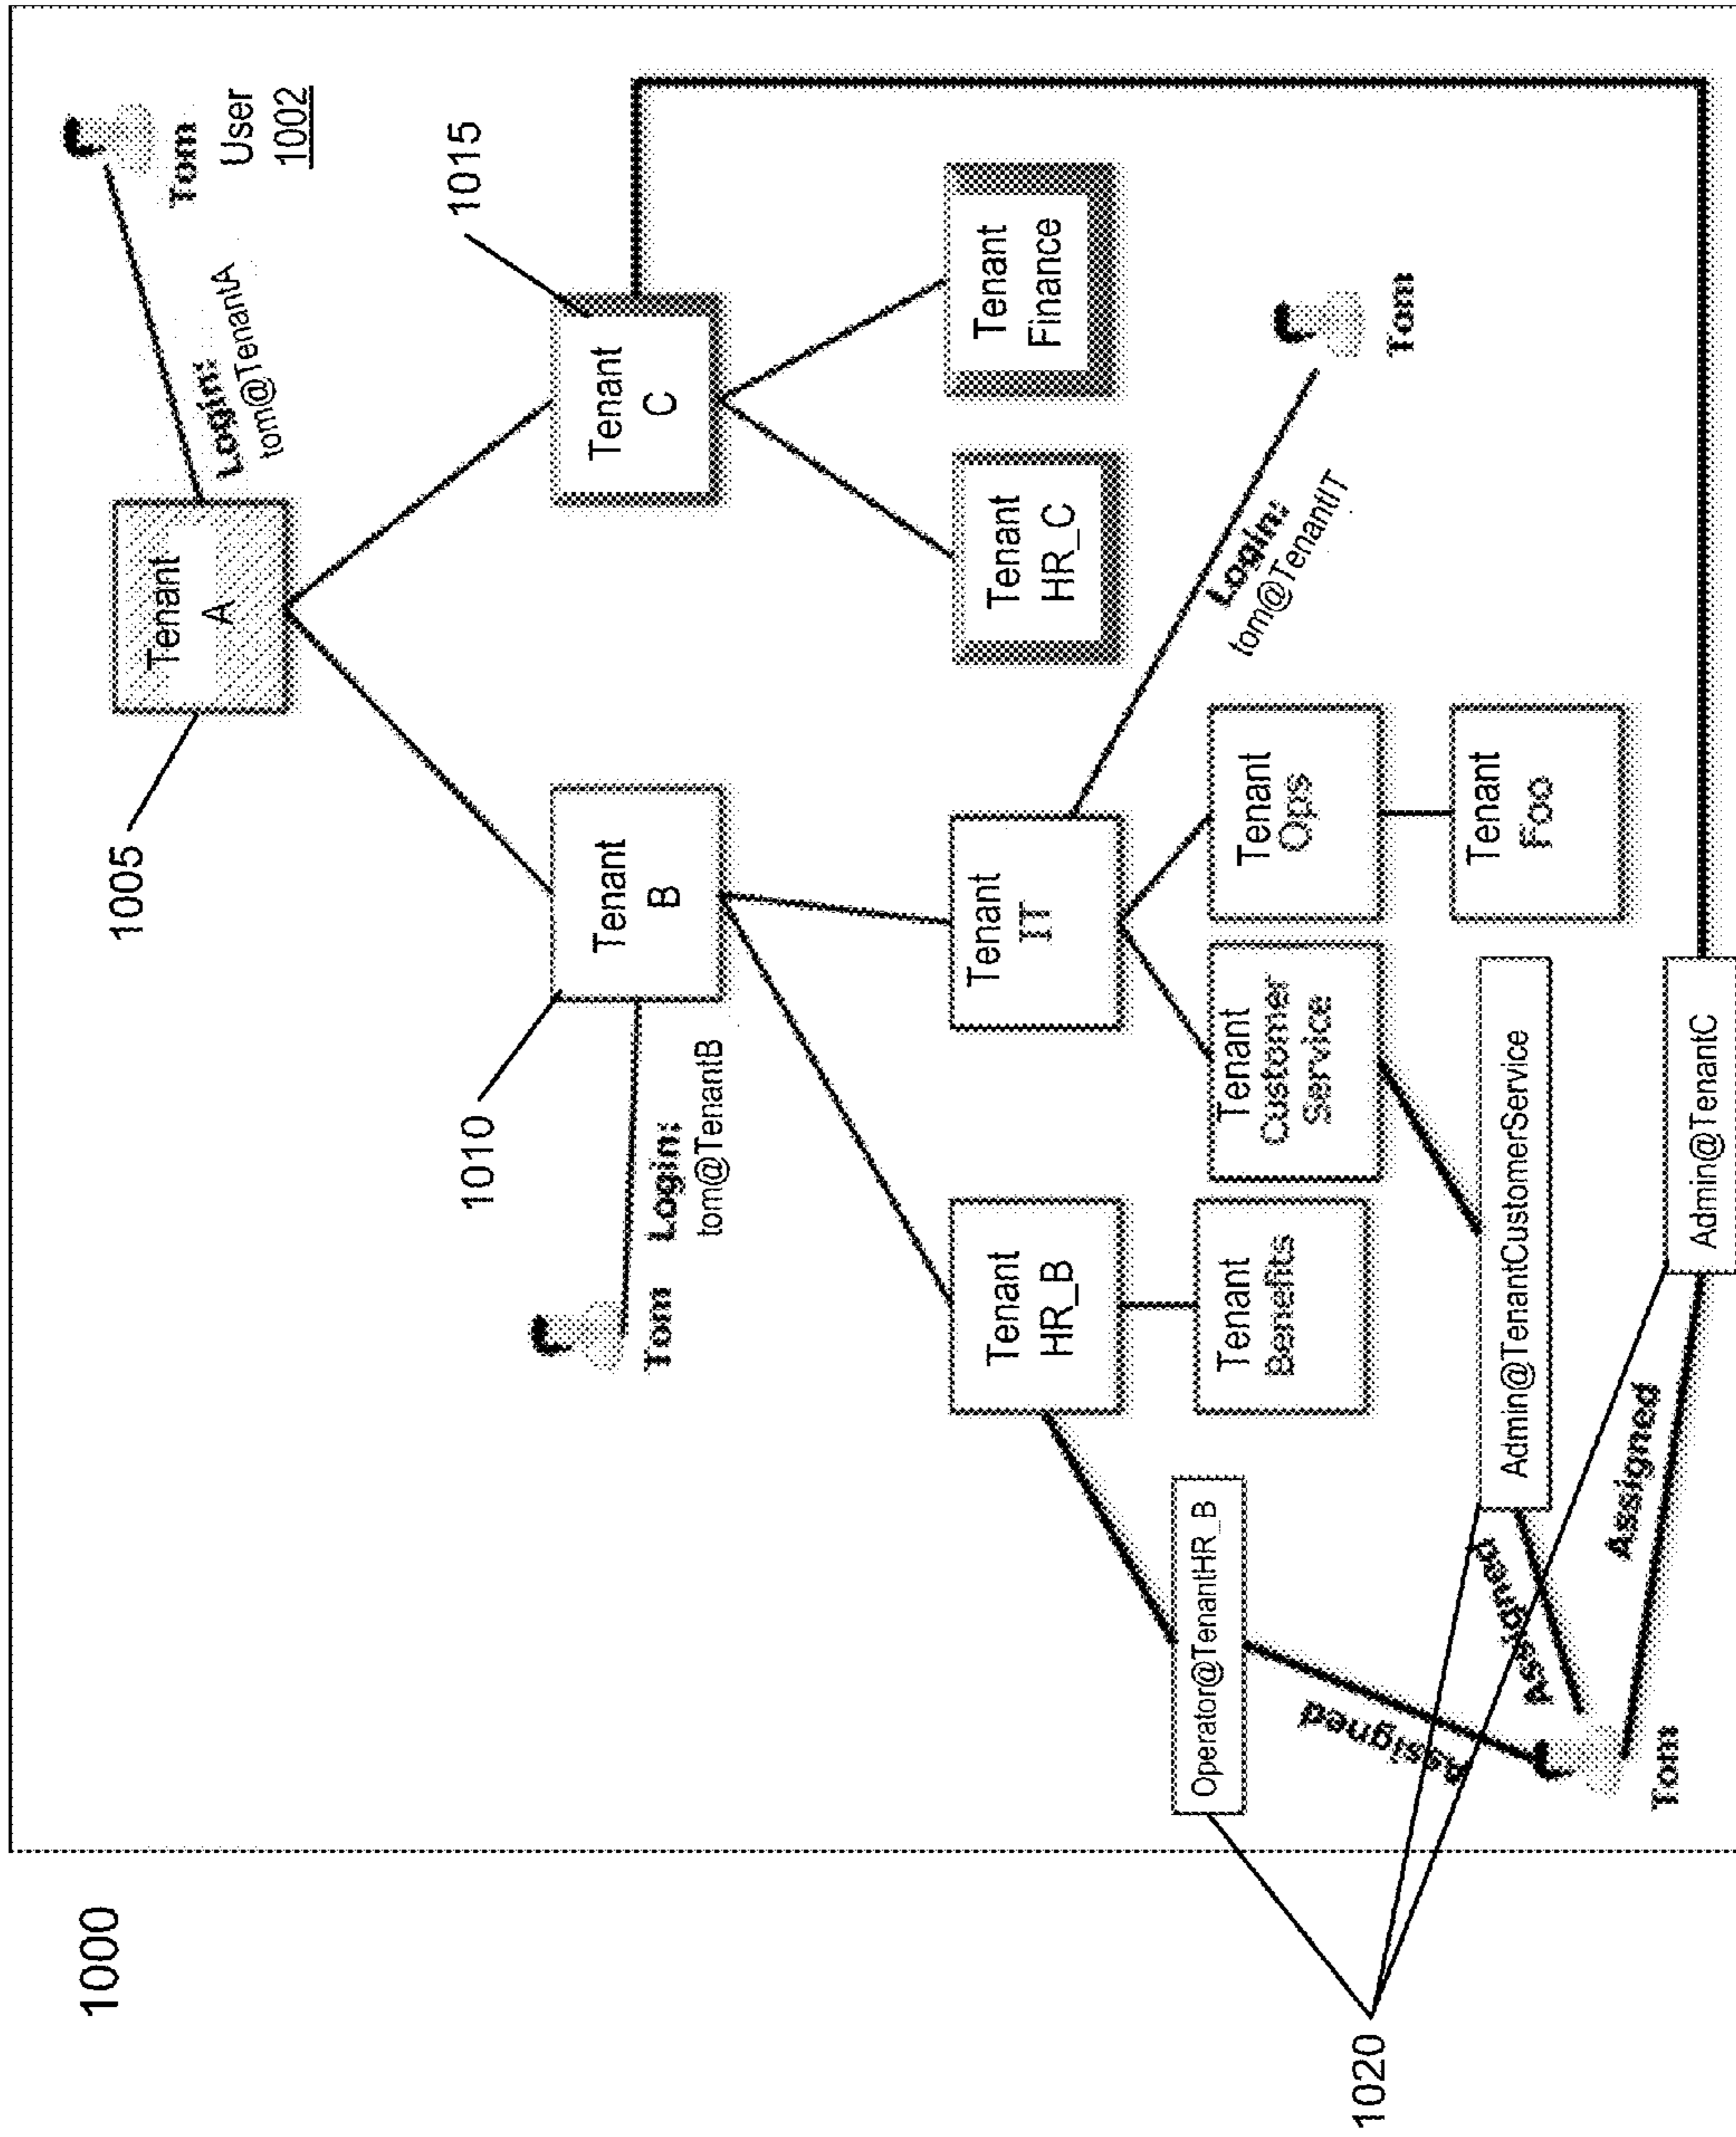 1000
Tom
User
1002
Login:
tom@TenantA
Tenant
A
1005
1015
Tenant
B
Tenant
C
1010
Tom
Login:
tom@TenantB
Tenant
HR_B
Tenant
IT
Tenant
HR_C
Tenant
Finance
Login:
tom@TenantIT
Tom
Operator@TenantHR_B
Tenant
Benefits
Tenant
Customer
Service
Tenant
Ops
Tenant
Foo
Assigned
Assigned
Admin@TenantCustomerService
Assigned
Admin@TenantC
Tom
1020